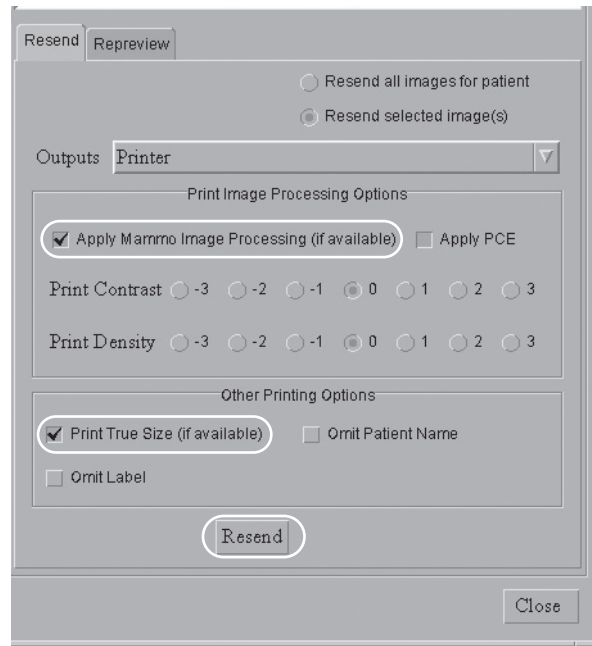 Resend Repreview
Resend all images for patient
Resend selected image(s)
Outputs Printer
Print Image Processing Options
Apply Mammo Image Processing (if available) Apply PCE
Print Contrast -3 -2 -1 0 1 2 3
Print Density -3 -2 -1 0 1 2 3
Other Printing Options
Print True Size (if available) Omit Patient Name
Omit Label
Resend
Close